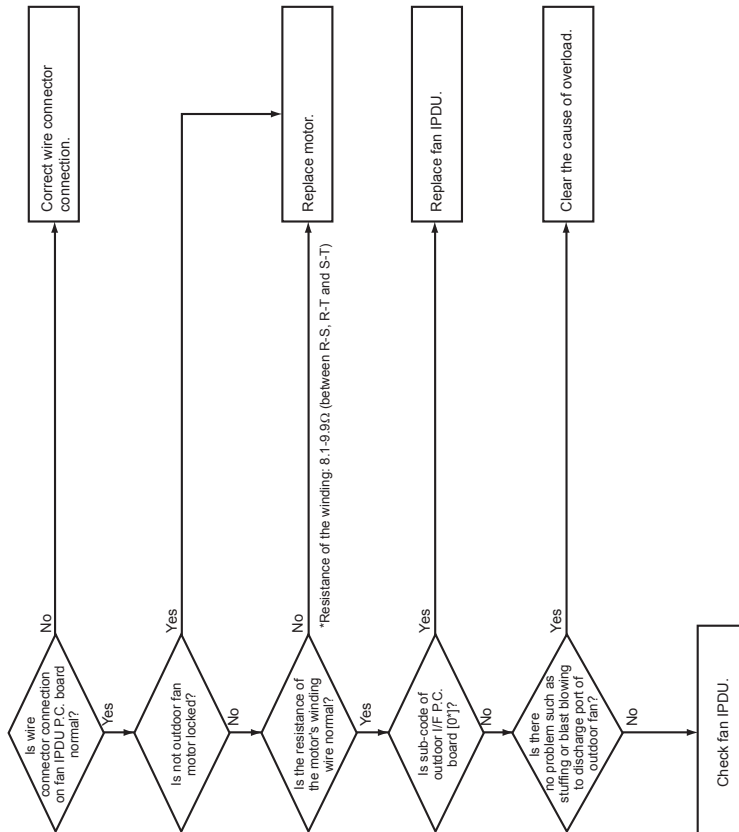 Is wire
connector connection
on fan IPDU P.C. board
normal?
No
Correct wire connector
connection.
Yes
Is not outdoor fan
motor locked?
Yes
No
Is the resistance of
the motor's winding
wire normal?
No
Replace motor.
*Resistance of the winding: 8.1-9.9Ω (between R-S, R-T and S-T)
Yes
Is sub-code of
outdoor I/F P.C.
board [0*]?
Yes
Replace fan IPDU.
No
Is there
no problem such as
stuffing or blast blowing
to discharge port of
outdoor fan?
Yes
Clear the cause of overload.
No
Check fan IPDU.